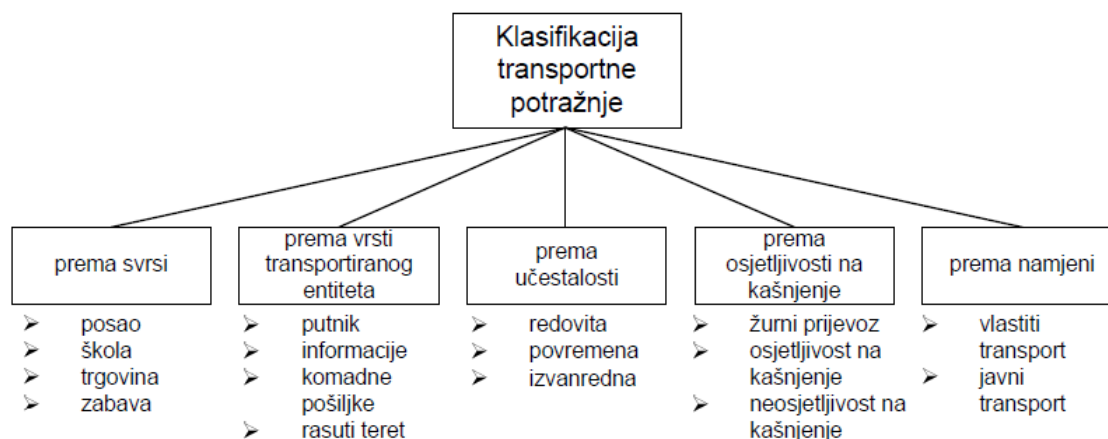 Klasifikacija
transportne
potražnje
prema svrsi
➢ posao
➢ škola
➢ trgovina
➢ zabava
prema vrsti
transportiranog
entiteta
➢ putnik
➢ informacije
➢ komadne
pošiljke
➢ rasuti teret
prema
učestalosti
➢ redovita
➢ povremena
➢ izvanredna
prema
osjetljivosti na
kašnjenje
➢ žurni prijevoz
➢ osjetljivost na
kašnjenje
➢ neosjetljivost na
kašnjenje
prema namjeni
➢ vlastiti
transport
➢ javni
transport